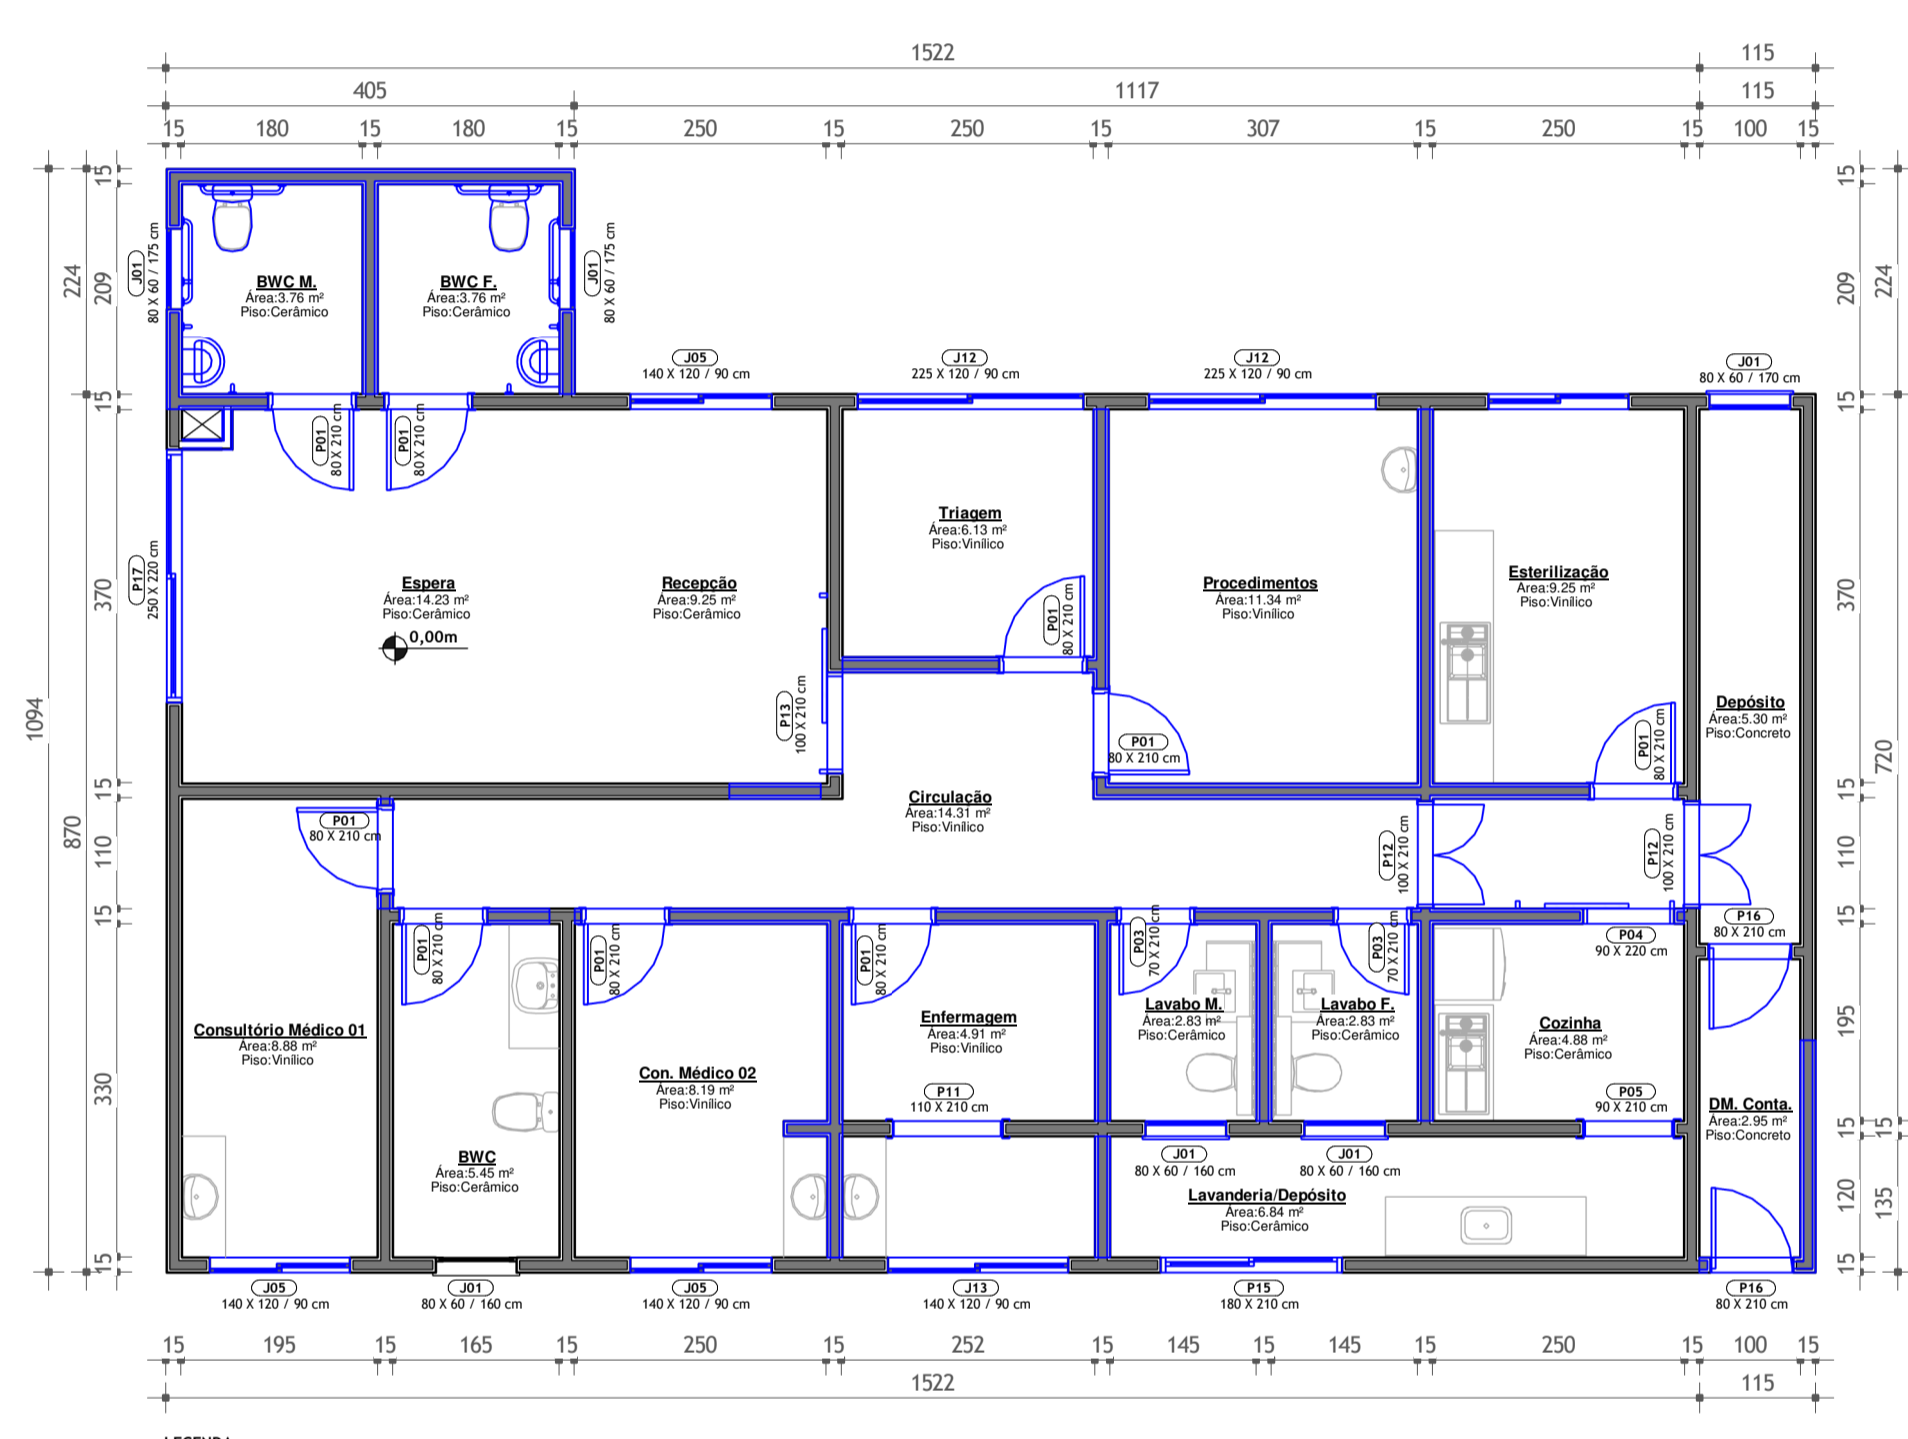 1522 115
405 1117 115
15 180 15 180 15 250 15 250 15 307 15 250 15 100 15
1094
224
870
15
209
15
370
15
110
15
330
15
J01
80 X 60 / 175 cm
BWC M.
Área:3.76 m²
Piso:Cerâmico
BWC F.
Área:3.76 m²
Piso:Cerâmico
J01
80 X 60 / 175 cm
J05
140 X 120 / 90 cm
J12
225 X 120 / 90 cm
J12
225 X 120 / 90 cm
J01
80 X 60 / 170 cm
P01
80 X 210 cm
P01
80 X 210 cm
P17
250 X 220 cm
Espera
Área:14.23 m²
Piso:Cerâmico
0,00m
Recepção
Área:9.25 m²
Piso:Cerâmico
P13
100 X 210 cm
Triagem
Área:6.13 m²
Piso:Vinílico
P01
80 X 210 cm
Procedimentos
Área:11.34 m²
Piso:Vinílico
P01
80 X 210 cm
Esterilização
Área:9.25 m²
Piso:Vinílico
P01
80 X 210 cm
Depósito
Área:5.30 m²
Piso:Concreto
Circulação
Área:14.31 m²
Piso:Vinílico
P01
80 X 210 cm
P12
100 X 210 cm
P12
100 X 210 cm
P01
80 X 210 cm
P01
80 X 210 cm
P01
80 X 210 cm
P03
70 X 210 cm
P03
70 X 210 cm
P04
90 X 220 cm
P16
80 X 210 cm
Consultório Médico 01
Área:8.88 m²
Piso:Vinílico
BWC
Área:5.45 m²
Piso:Cerâmico
Con. Médico 02
Área:8.19 m²
Piso:Vinílico
Enfermagem
Área:4.91 m²
Piso:Vinílico
P11
110 X 210 cm
Lavabo M.
Área:2.83 m²
Piso:Cerâmico
Lavabo F.
Área:2.83 m²
Piso:Cerâmico
Cozinha
Área:4.88 m²
Piso:Cerâmico
P05
90 X 210 cm
DM. Conta.
Área:2.95 m²
Piso:Concreto
J01
80 X 60 / 160 cm
J01
80 X 60 / 160 cm
Lavanderia/Depósito
Área:6.84 m²
Piso:Cerâmico
J05
140 X 120 / 90 cm
J01
80 X 60 / 160 cm
J05
140 X 120 / 90 cm
J13
140 X 120 / 90 cm
P15
180 X 210 cm
P16
80 X 210 cm
15
209
15
370
15
110
15
195
15
120
15
224
720
15
135
15 195 15 165 15 250 15 252 15 145 15 145 15 250 15 100 15
1522 115